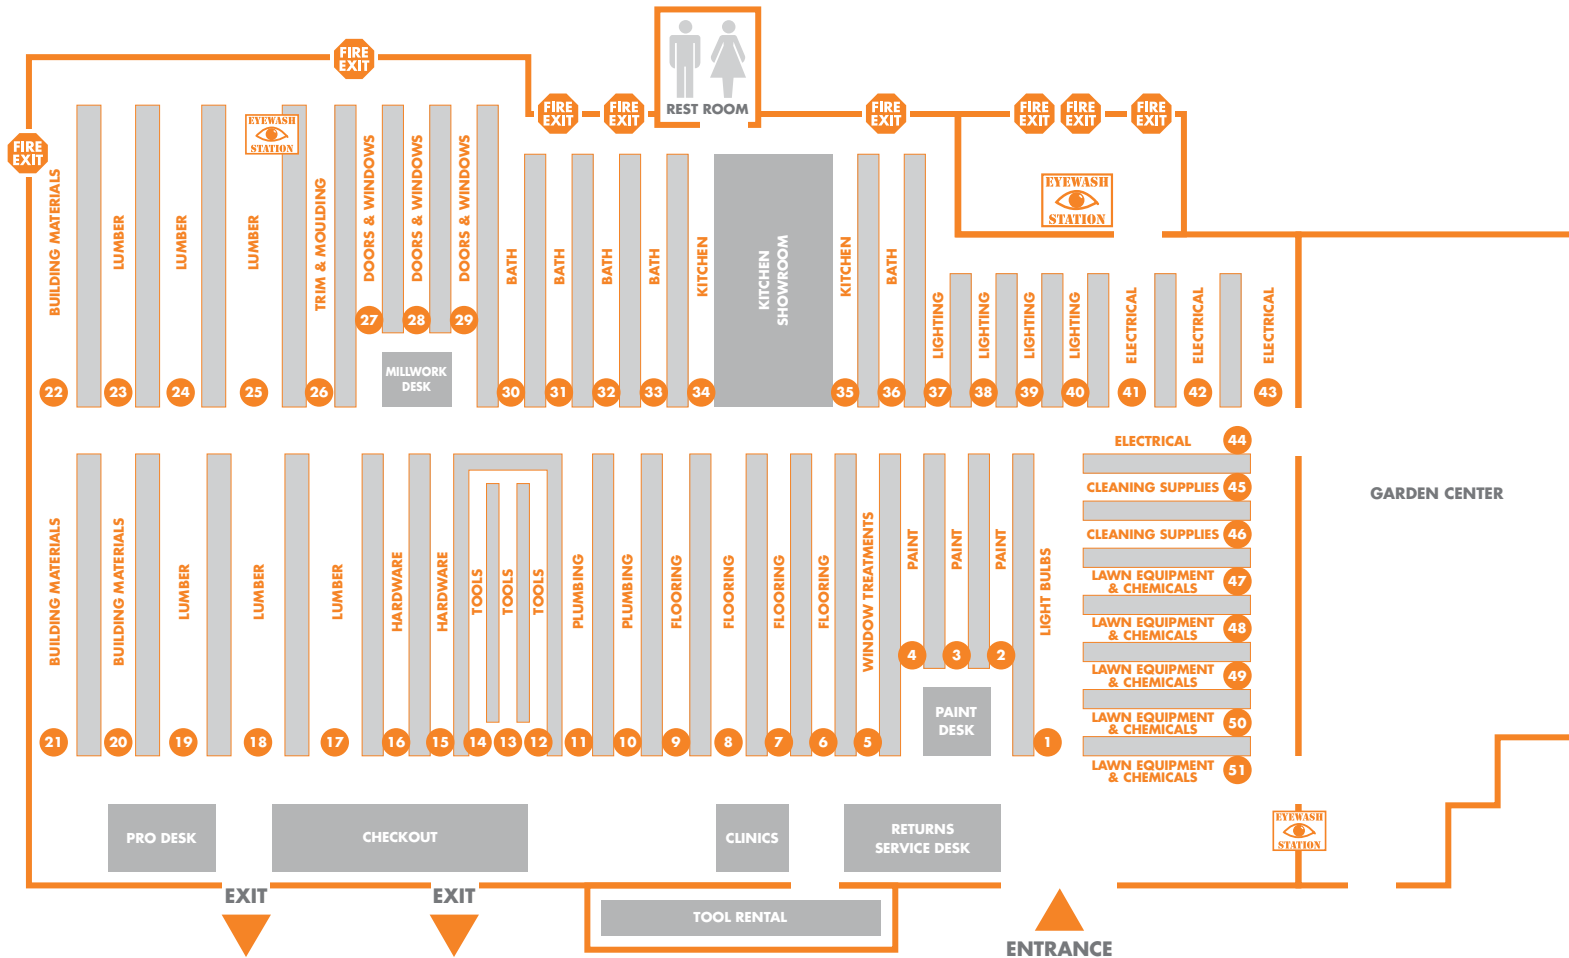 REST ROOM
FIRE
EXIT
FIRE
EXIT
FIRE
EXIT
FIRE
EXIT
FIRE
EXIT
FIRE
EXIT
FIRE
EXIT
FIRE
EXIT
EYEWASH
STATION
EYEWASH
STATION
BUILDING MATERIALS
22
LUMBER
23
LUMBER
24
LUMBER
25
TRIM & MOULDING
26
DOORS & WINDOWS
27
DOORS & WINDOWS
28
DOORS & WINDOWS
29
MILLWORK
DESK
BATH
30
BATH
31
BATH
32
BATH
33
KITCHEN
34
KITCHEN
SHOWROOM
KITCHEN
35
BATH
36
LIGHTING
37
LIGHTING
38
LIGHTING
39
LIGHTING
40
ELECTRICAL
41
ELECTRICAL
42
ELECTRICAL
43
BUILDING MATERIALS
21
BUILDING MATERIALS
20
LUMBER
19
LUMBER
18
LUMBER
17
HARDWARE
16
HARDWARE
15
TOOLS
14
TOOLS
13
TOOLS
12
PLUMBING
11
PLUMBING
10
FLOORING
9
FLOORING
8
FLOORING
7
FLOORING
6
WINDOW TREATMENTS
5
PAINT
4
PAINT
3
PAINT
2
PAINT
DESK
LIGHT BULBS
1
ELECTRICAL 44
CLEANING SUPPLIES 45
CLEANING SUPPLIES 46
LAWN EQUIPMENT
& CHEMICALS
47
LAWN EQUIPMENT
& CHEMICALS
48
LAWN EQUIPMENT
& CHEMICALS
49
LAWN EQUIPMENT
& CHEMICALS
50
LAWN EQUIPMENT
& CHEMICALS
51
GARDEN CENTER
PRO DESK
CHECKOUT
CLINICS
RETURNS
SERVICE DESK
EYEWASH
STATION
EXIT
EXIT
TOOL RENTAL
ENTRANCE